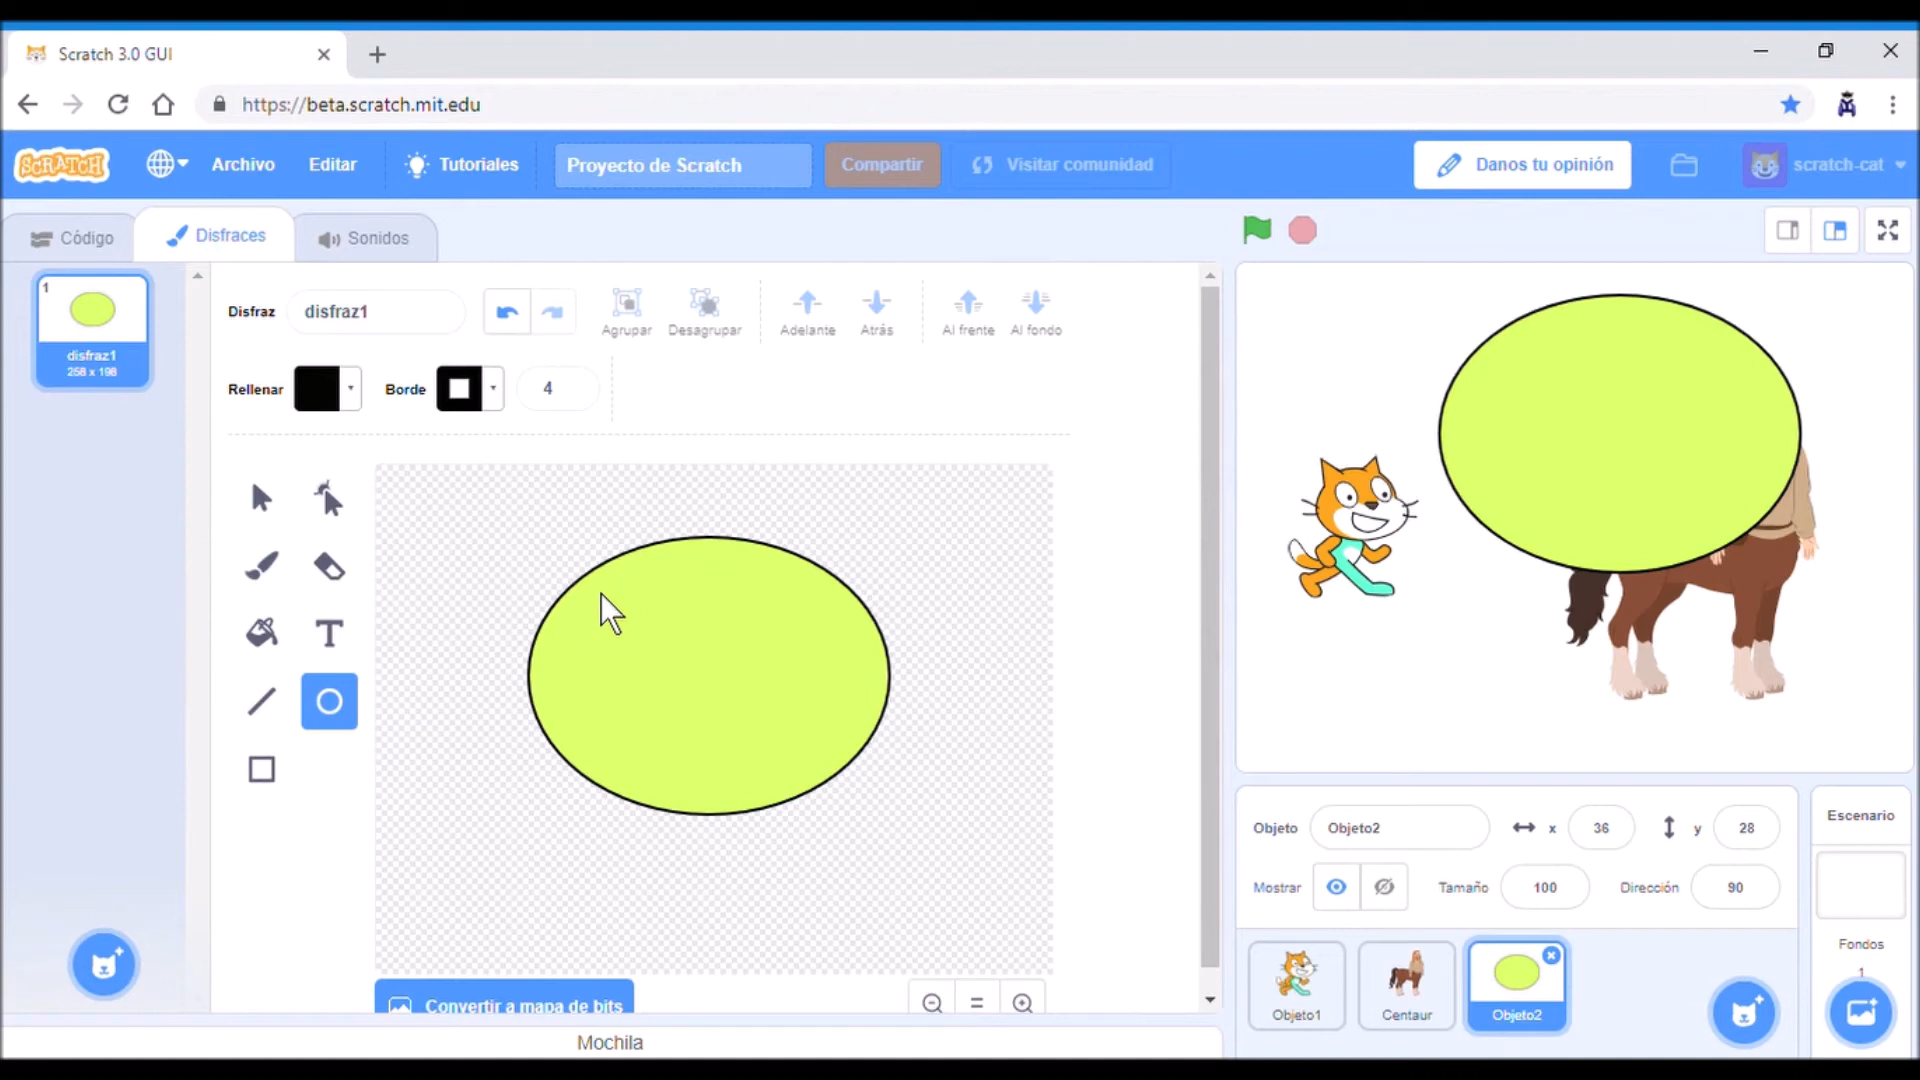 Scratch 3.0 GUI
https://beta.scratch.mit.edu
SCRATCH
Archivo
Editar
Tutoriales
Proyecto de Scratch
Compartir
Visitar comunidad
Danos tu opinión
scratch-cat
Código
Disfraces
Sonidos
1
disfraz1
258 x 198
Disfraz
disfraz1
Agrupar
Desagrupar
Adelante
Atrás
Al frente
Al fondo
Rellenar
Borde
4
T
Convertir a mapa de bits
Mochila
Objeto
Objeto2
x
36
y
28
Mostrar
Tamaño
100
Dirección
90
Objeto1
Centaur
Objeto2
Escenario
Fondos
1